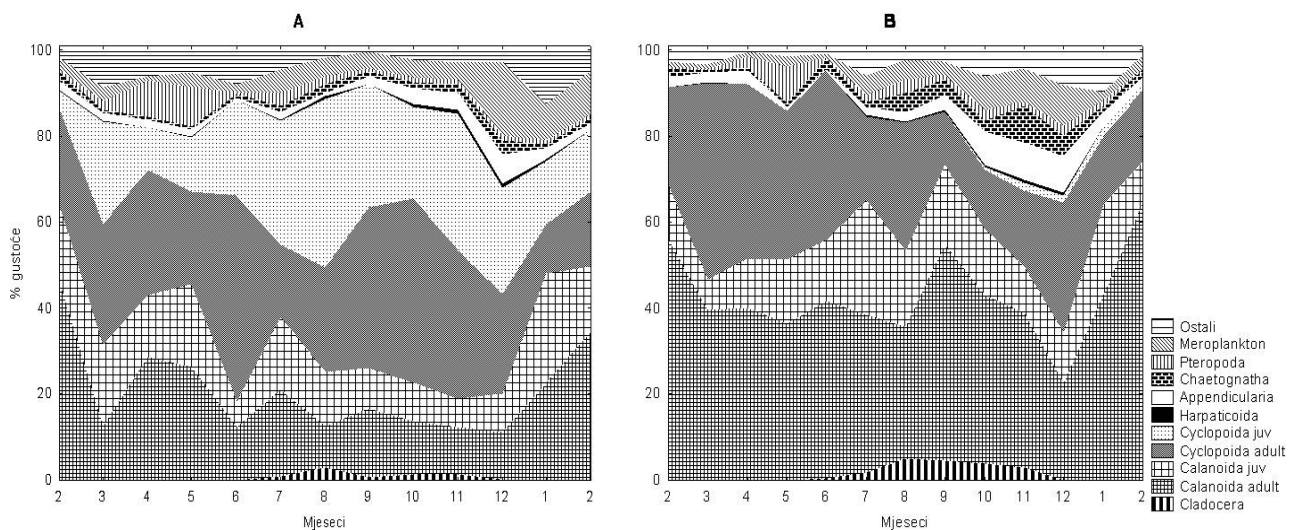 A
B
100
80
60
40
20
0
% gustoće
2 3 4 5 6 7 8 9 10 11 12 1 2
Mjeseci
100
80
60
40
20
0
2 3 4 5 6 7 8 9 10 11 12 1 2
Mjeseci
Ostali
Meroplankton
Pteropoda
Chaetognatha
Appendicularia
Harpaticoida
Cyclopoida juv
Cyclopoida adult
Calanoida juv
Calanoida adult
Cladocera